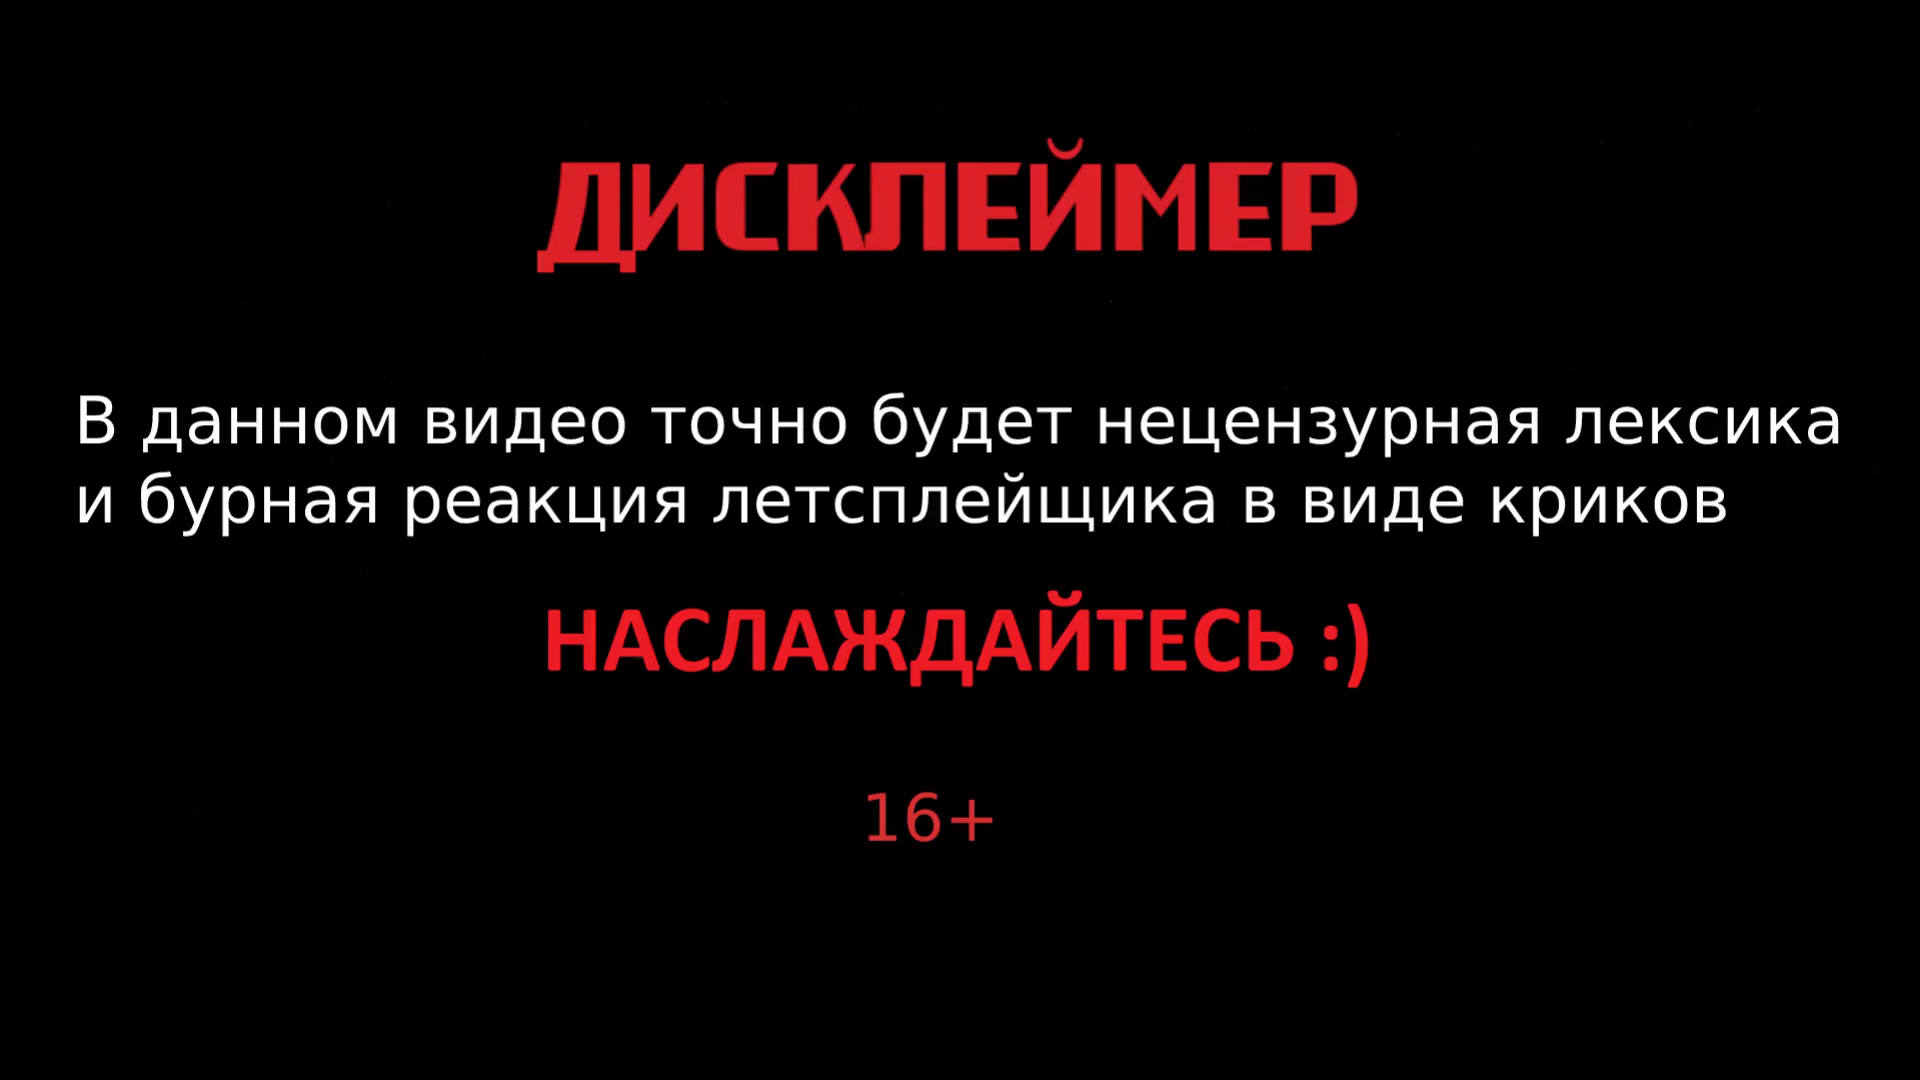 ДИСКЛЕЙМЕР
В данном видео точно будет нецензурная лексика
и бурная реакция летсплейщика в виде криков
НАСЛАЖДАЙТЕСЬ :)
16+